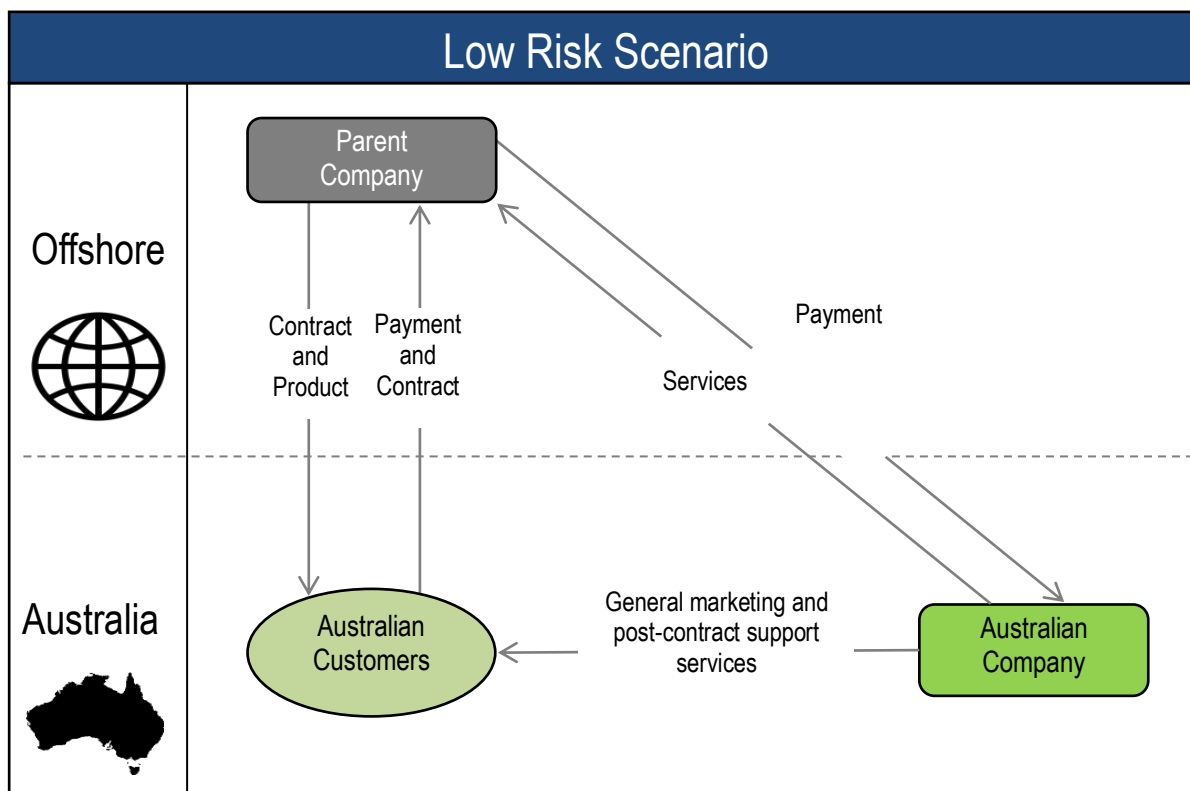 Low Risk Scenario
Parent
Company
Offshore
Contract
and
Product
Payment
and
Contract
Payment
Services
Australia
Australian
Customers
General marketing and
post-contract support
services
Australian
Company